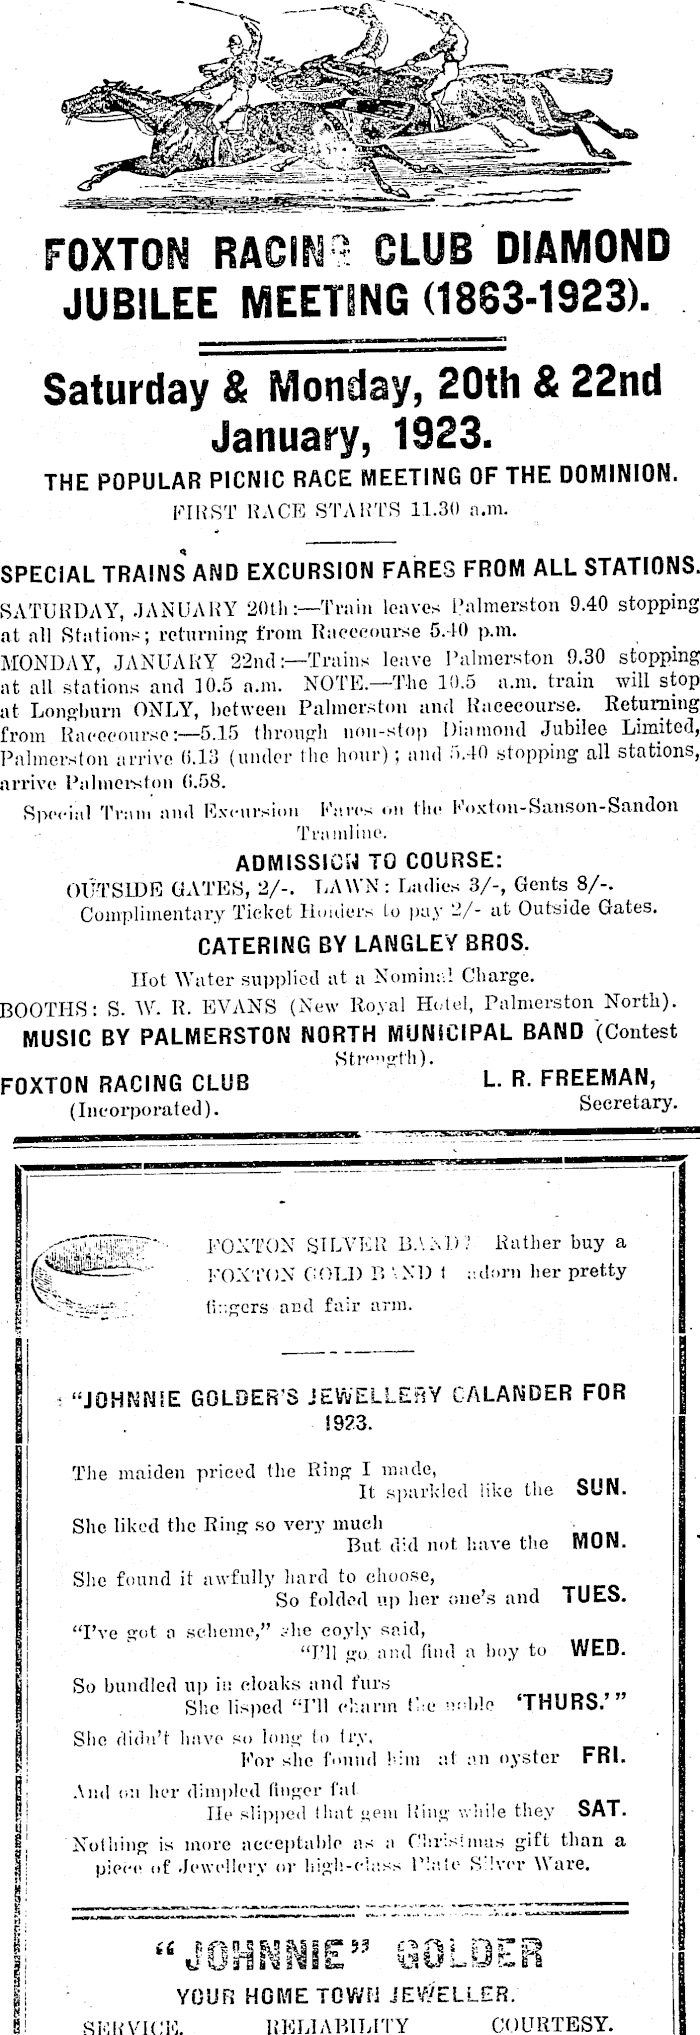 FOXTON RACING CLUB DIAMOND
JUBILEE MEETING (1863-1923).
Saturday & Monday, 20th & 22nd
January, 1923.
THE POPULAR PICNIC RACE MEETING OF THE DOMINION.
FIRST RACE STARTS 11.30 a.m.
SPECIAL TRAINS AND EXCURSION FARES FROM ALL STATIONS.
SATURDAY, JANUARY 20th:—Train leaves Palmerston 9.40 stopping
at all Stations; returning from Racecourse 5.40 p.m.
MONDAY, JANUARY 22nd:—Trains leave Palmerston 9.30 stopping
at all stations and 10.5 a.m. NOTE.—The 10.5 a.m. train will stop
at Longburn ONLY, between Palmerston and Racecourse. Returning
from Racecourse:—5.15 through non-stop Diamond Jubilee Limited,
Palmerston arrive 6.13 (under the hour); and 5.40 stopping all stations,
arrive Palmerston 6.58.
Special Tram and Excursion Fares on the Foxton-Sanson-Sandon
Tramline.
ADMISSION TO COURSE:
OUTSIDE GATES, 2/-. LAWN: Ladies 3/-, Gents 8/-.
Complimentary Ticket Holders to pay 2/- at Outside Gates.
CATERING BY LANGLEY BROS.
Hot Water supplied at a Nominal Charge.
BOOTHS: S. W. R. EVANS (New Royal Hotel, Palmerston North).
MUSIC BY PALMERSTON NORTH MUNICIPAL BAND (Contest
Strength).
FOXTON RACING CLUB
(Incorporated).
L. R. FREEMAN,
Secretary.
FOXTON SILVER BAND? Rather buy a
FOXTON GOLD BAND t adorn her pretty
fingers and fair arm.
"JOHNNIE GOLDER'S JEWELLERY CALANDER FOR
1923.
The maiden priced the Ring I made,
It sparkled like the SUN.
She liked the Ring so very much
But did not have the MON.
She found it awfully hard to choose,
So folded up her one's and TUES.
"I've got a scheme," she coyly said,
"I'll go and find a boy to WED.
So bundled up in cloaks and furs
She lisped "I'll charm the noble 'THURS.'"
She didn't have so long to try,
For she found him at an oyster FRI.
And on her dimpled finger fat
He slipped that gem Ring while they SAT.
Nothing is more acceptable as a Christmas gift than a
piece of Jewellery or high-class Plate Silver Ware.
"JOHNNIE" GOLDER
YOUR HOME TOWN JEWELLER.
SERVICE. RELIABILITY COURTESY.